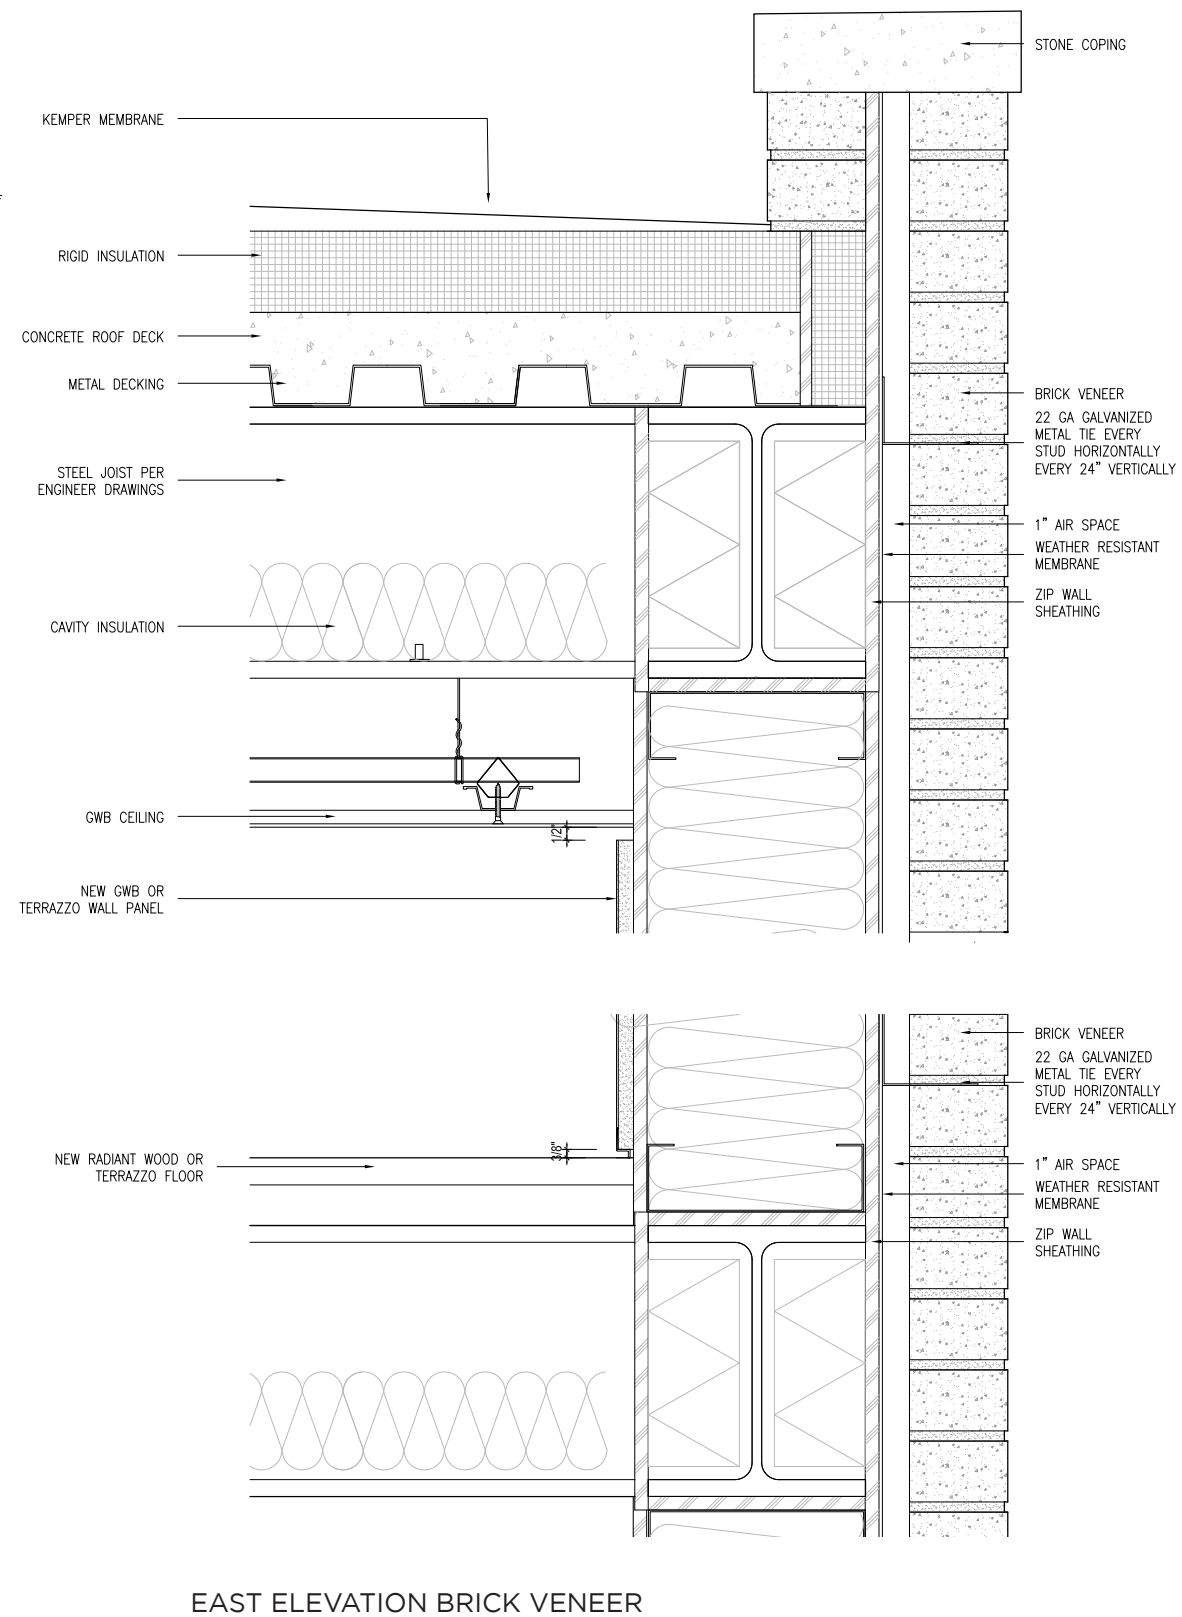 STONE COPING
KEMPER MEMBRANE
RIGID INSULATION
CONCRETE ROOF DECK
METAL DECKING
BRICK VENEER
22 GA GALVANIZED
METAL TIE EVERY
STUD HORIZONTALLY
EVERY 24" VERTICALLY
STEEL JOIST PER
ENGINEER DRAWINGS
1" AIR SPACE
WEATHER RESISTANT
MEMBRANE
ZIP WALL
SHEATHING
CAVITY INSULATION
GWB CEILING
1/2"
NEW GWB OR
TERRAZZO WALL PANEL
BRICK VENEER
22 GA GALVANIZED
METAL TIE EVERY
STUD HORIZONTALLY
EVERY 24" VERTICALLY
3/8"
NEW RADIANT WOOD OR
TERRAZZO FLOOR
1" AIR SPACE
WEATHER RESISTANT
MEMBRANE
ZIP WALL
SHEATHING
EAST ELEVATION BRICK VENEER